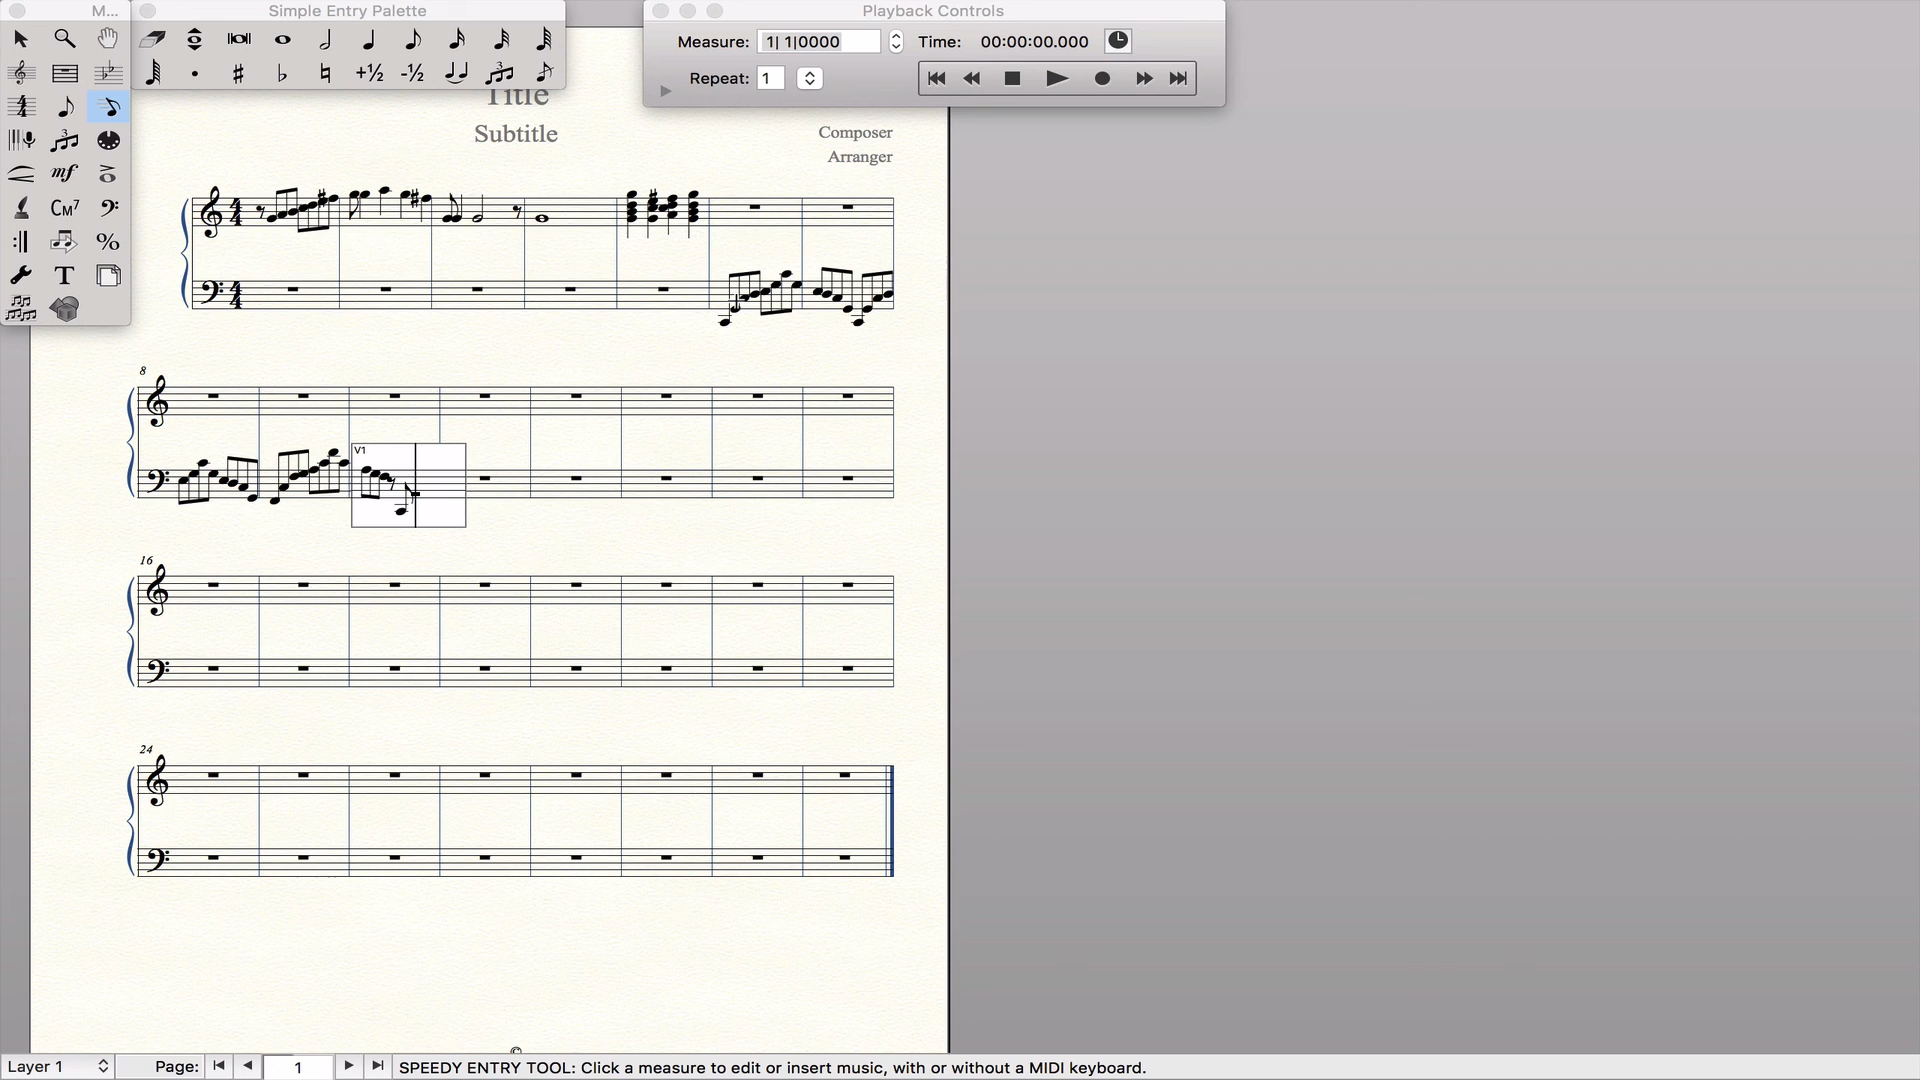 M...
Simple Entry Palette
Playback Controls
Measure: 1| 1|0000
Time: 00:00:00.000
Repeat: 1
+½ -½
mf
CM7
%
T
Title
Subtitle
Composer
Arranger
8
V1
16
24
©
Layer 1
Page: 1
SPEEDY ENTRY TOOL: Click a measure to edit or insert music, with or without a MIDI keyboard.